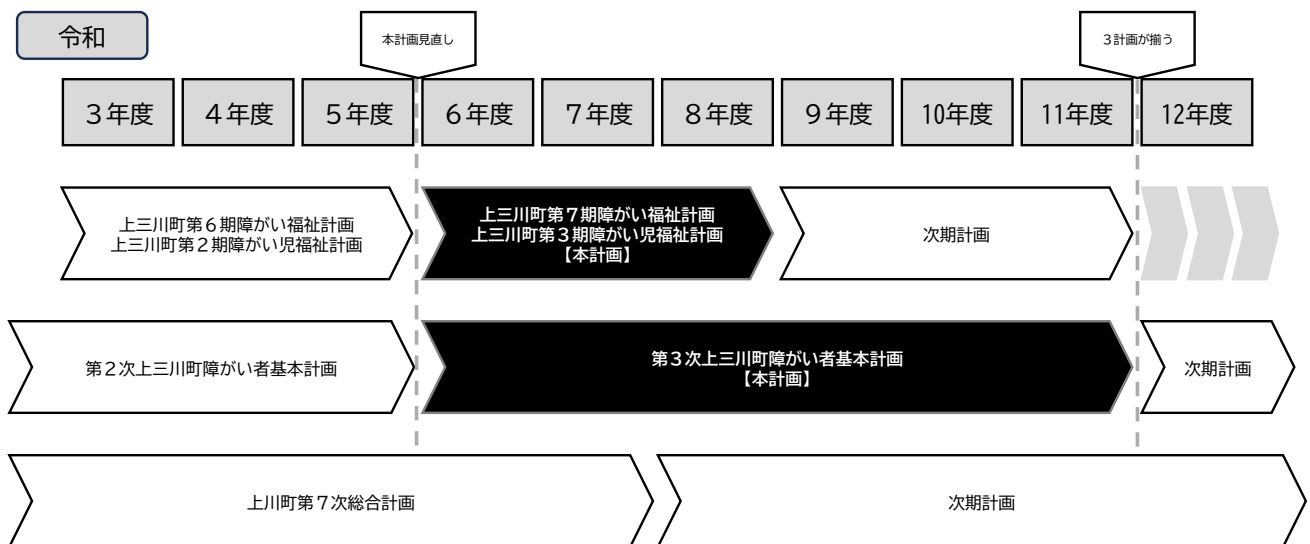 令和
本計画見直し
３計画が揃う
３年度
４年度
５年度
６年度
７年度
８年度
９年度
10年度
11年度
12年度
上三川町第６期障がい福祉計画
上三川町第２期障がい児福祉計画
上三川町第７期障がい福祉計画
上三川町第３期障がい児福祉計画
【本計画】
次期計画
第２次上三川町障がい者基本計画
第３次上三川町障がい者基本計画
【本計画】
次期計画
上川町第７次総合計画
次期計画